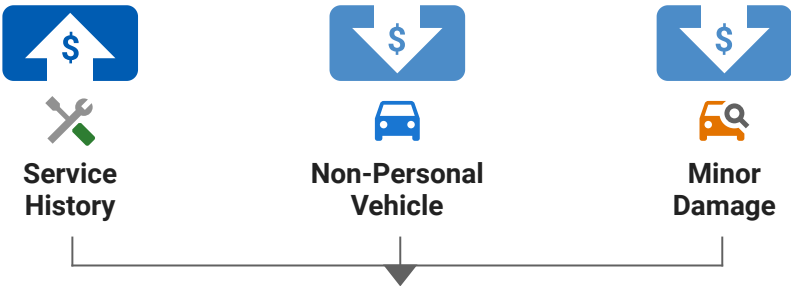 $
$
$
Service
History
Non-Personal
Vehicle
Minor
Damage